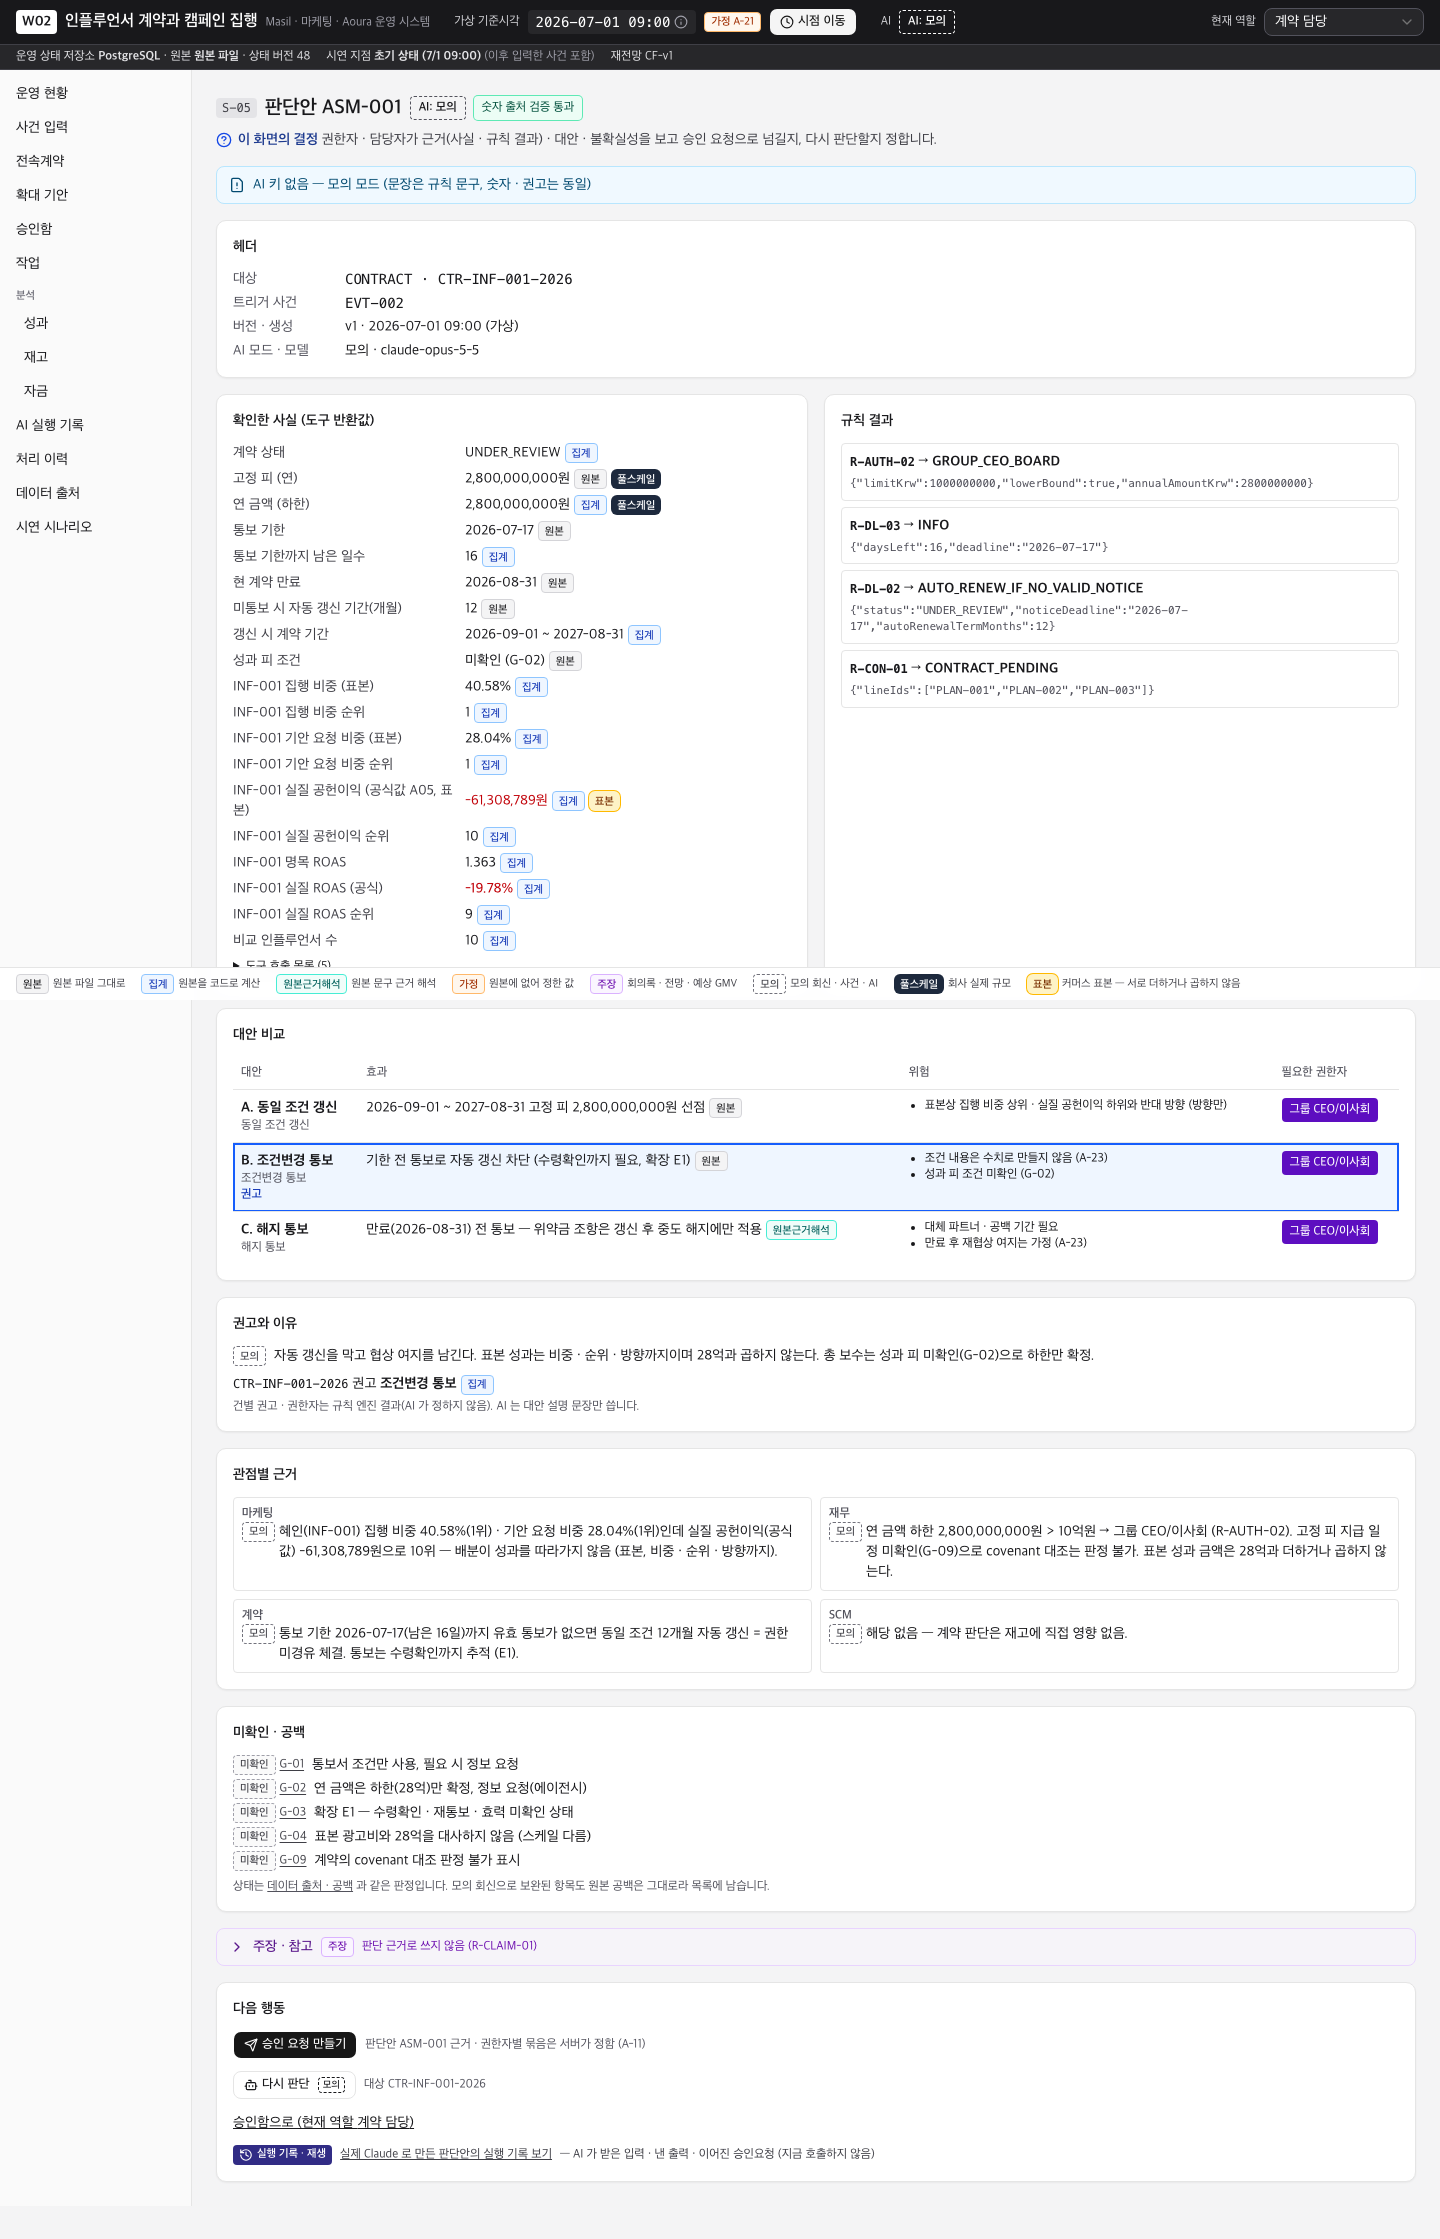 W02 인플루언서 계약과 캠페인 집행 Masil · 마케팅 · Aoura 운영 시스템 가상 기준시각 2026-07-01 09:00 가정 A-21 시점 이동 AI AI: 모의 현재 역할 계약 담당
운영 상태 저장소 PostgreSQL · 원본 원본 파일 · 상태 버전 48 시연 지점 초기 상태 (7/1 09:00) (이후 입력한 사건 포함) 재전망 CF-v1
운영 현황
사건 입력
전속계약
확대 기안
승인함
작업
분석
성과
재고
자금
AI 실행 기록
처리 이력
데이터 출처
시연 시나리오
S-05 판단안 ASM-001 AI: 모의 숫자 출처 검증 통과
이 화면의 결정 권한자 · 담당자가 근거(사실 · 규칙 결과) · 대안 · 불확실성을 보고 승인 요청으로 넘길지, 다시 판단할지 정합니다.
AI 키 없음 — 모의 모드 (문장은 규칙 문구, 숫자 · 권고는 동일)
헤더
대상 CONTRACT · CTR-INF-001-2026
트리거 사건 EVT-002
버전 · 생성 v1 · 2026-07-01 09:00 (가상)
AI 모드 · 모델 모의 · claude-opus-5-5
확인한 사실 (도구 반환값)
계약 상태 UNDER_REVIEW 집계
고정 피 (연) 2,800,000,000원 원본 풀스케일
연 금액 (하한) 2,800,000,000원 집계 풀스케일
통보 기한 2026-07-17 원본
통보 기한까지 남은 일수 16 집계
현 계약 만료 2026-08-31 원본
미통보 시 자동 갱신 기간(개월) 12 원본
갱신 시 계약 기간 2026-09-01 ~ 2027-08-31 집계
성과 피 조건 미확인 (G-02) 원본
INF-001 집행 비중 (표본) 40.58% 집계
INF-001 집행 비중 순위 1 집계
INF-001 기안 요청 비중 (표본) 28.04% 집계
INF-001 기안 요청 비중 순위 1 집계
INF-001 실질 공헌이익 (공식값 A05, 표
본) -61,308,789원 집계 표본
INF-001 실질 공헌이익 순위 10 집계
INF-001 명목 ROAS 1.363 집계
INF-001 실질 ROAS (공식) -19.78% 집계
INF-001 실질 ROAS 순위 9 집계
비교 인플루언서 수 10 집계
도구 호출 목록 (5)
규칙 결과
R-AUTH-02 → GROUP_CEO_BOARD
{"limitKrw":1000000000,"lowerBound":true,"annualAmountKrw":2800000000}
R-DL-03 → INFO
{"daysLeft":16,"deadline":"2026-07-17"}
R-DL-02 → AUTO_RENEW_IF_NO_VALID_NOTICE
{"status":"UNDER_REVIEW","noticeDeadline":"2026-07-
17","autoRenewalTermMonths":12}
R-CON-01 → CONTRACT_PENDING
{"lineIds":["PLAN-001","PLAN-002","PLAN-003"]}
원본 원본 파일 그대로 집계 원본을 코드로 계산 원본근거해석 원본 문구 근거 해석 가정 원본에 없어 정한 값 주장 회의록 · 전망 · 예상 GMV 모의 모의 회신 · 사건 · AI 풀스케일 회사 실제 규모 표본 커머스 표본 — 서로 더하거나 곱하지 않음
대안 비교
대안 효과 위험 필요한 권한자
A. 동일 조건 갱신 2026-09-01 ~ 2027-08-31 고정 피 2,800,000,000원 선점 원본 • 표본상 집행 비중 상위 · 실질 공헌이익 하위와 반대 방향 (방향만) 그룹 CEO/이사회
동일 조건 갱신
B. 조건변경 통보 기한 전 통보로 자동 갱신 차단 (수령확인까지 필요, 확장 E1) 원본 • 조건 내용은 수치로 만들지 않음 (A-23) 그룹 CEO/이사회
조건변경 통보 • 성과 피 조건 미확인 (G-02)
권고
C. 해지 통보 만료(2026-08-31) 전 통보 — 위약금 조항은 갱신 후 중도 해지에만 적용 원본근거해석 • 대체 파트너 · 공백 기간 필요 그룹 CEO/이사회
해지 통보 • 만료 후 재협상 여지는 가정 (A-23)
권고와 이유
모의 자동 갱신을 막고 협상 여지를 남긴다. 표본 성과는 비중 · 순위 · 방향까지이며 28억과 곱하지 않는다. 총 보수는 성과 피 미확인(G-02)으로 하한만 확정.
CTR-INF-001-2026 권고 조건변경 통보 집계
건별 권고 · 권한자는 규칙 엔진 결과(AI 가 정하지 않음). AI 는 대안 설명 문장만 씁니다.
관점별 근거
마케팅
모의 혜인(INF-001) 집행 비중 40.58%(1위) · 기안 요청 비중 28.04%(1위)인데 실질 공헌이익(공식
값) -61,308,789원으로 10위 — 배분이 성과를 따라가지 않음 (표본, 비중 · 순위 · 방향까지).
재무
모의 연 금액 하한 2,800,000,000원 > 10억원 → 그룹 CEO/이사회 (R-AUTH-02). 고정 피 지급 일
정 미확인(G-09)으로 covenant 대조는 판정 불가. 표본 성과 금액은 28억과 더하거나 곱하지 않
는다.
계약
모의 통보 기한 2026-07-17(남은 16일)까지 유효 통보가 없으면 동일 조건 12개월 자동 갱신 = 권한
미경유 체결. 통보는 수령확인까지 추적 (E1).
SCM
모의 해당 없음 — 계약 판단은 재고에 직접 영향 없음.
미확인 · 공백
미확인 G-01 통보서 조건만 사용, 필요 시 정보 요청
미확인 G-02 연 금액은 하한(28억)만 확정, 정보 요청(에이전시)
미확인 G-03 확장 E1 — 수령확인 · 재통보 · 효력 미확인 상태
미확인 G-04 표본 광고비와 28억을 대사하지 않음 (스케일 다름)
미확인 G-09 계약의 covenant 대조 판정 불가 표시
상태는 데이터 출처 · 공백 과 같은 판정입니다. 모의 회신으로 보완된 항목도 원본 공백은 그대로라 목록에 남습니다.
주장 · 참고 주장 판단 근거로 쓰지 않음 (R-CLAIM-01)
다음 행동
승인 요청 만들기 판단안 ASM-001 근거 · 권한자별 묶음은 서버가 정함 (A-11)
다시 판단 모의 대상 CTR-INF-001-2026
승인함으로 (현재 역할 계약 담당)
실행 기록 · 재생 실제 Claude 로 만든 판단안의 실행 기록 보기 — AI 가 받은 입력 · 낸 출력 · 이어진 승인요청 (지금 호출하지 않음)